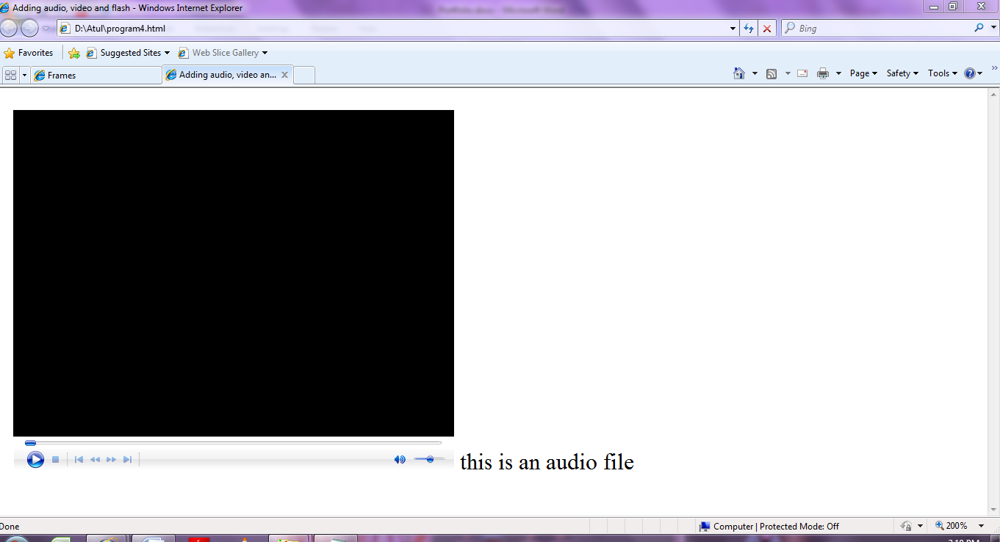 Adding audio, video and flash - Windows Internet Explorer
D:\Atul\program4.html
Bing
Favorites Suggested Sites Web Slice Gallery
Frames Adding audio, video an... Page Safety Tools
this is an audio file
Done Computer | Protected Mode: Off 200%